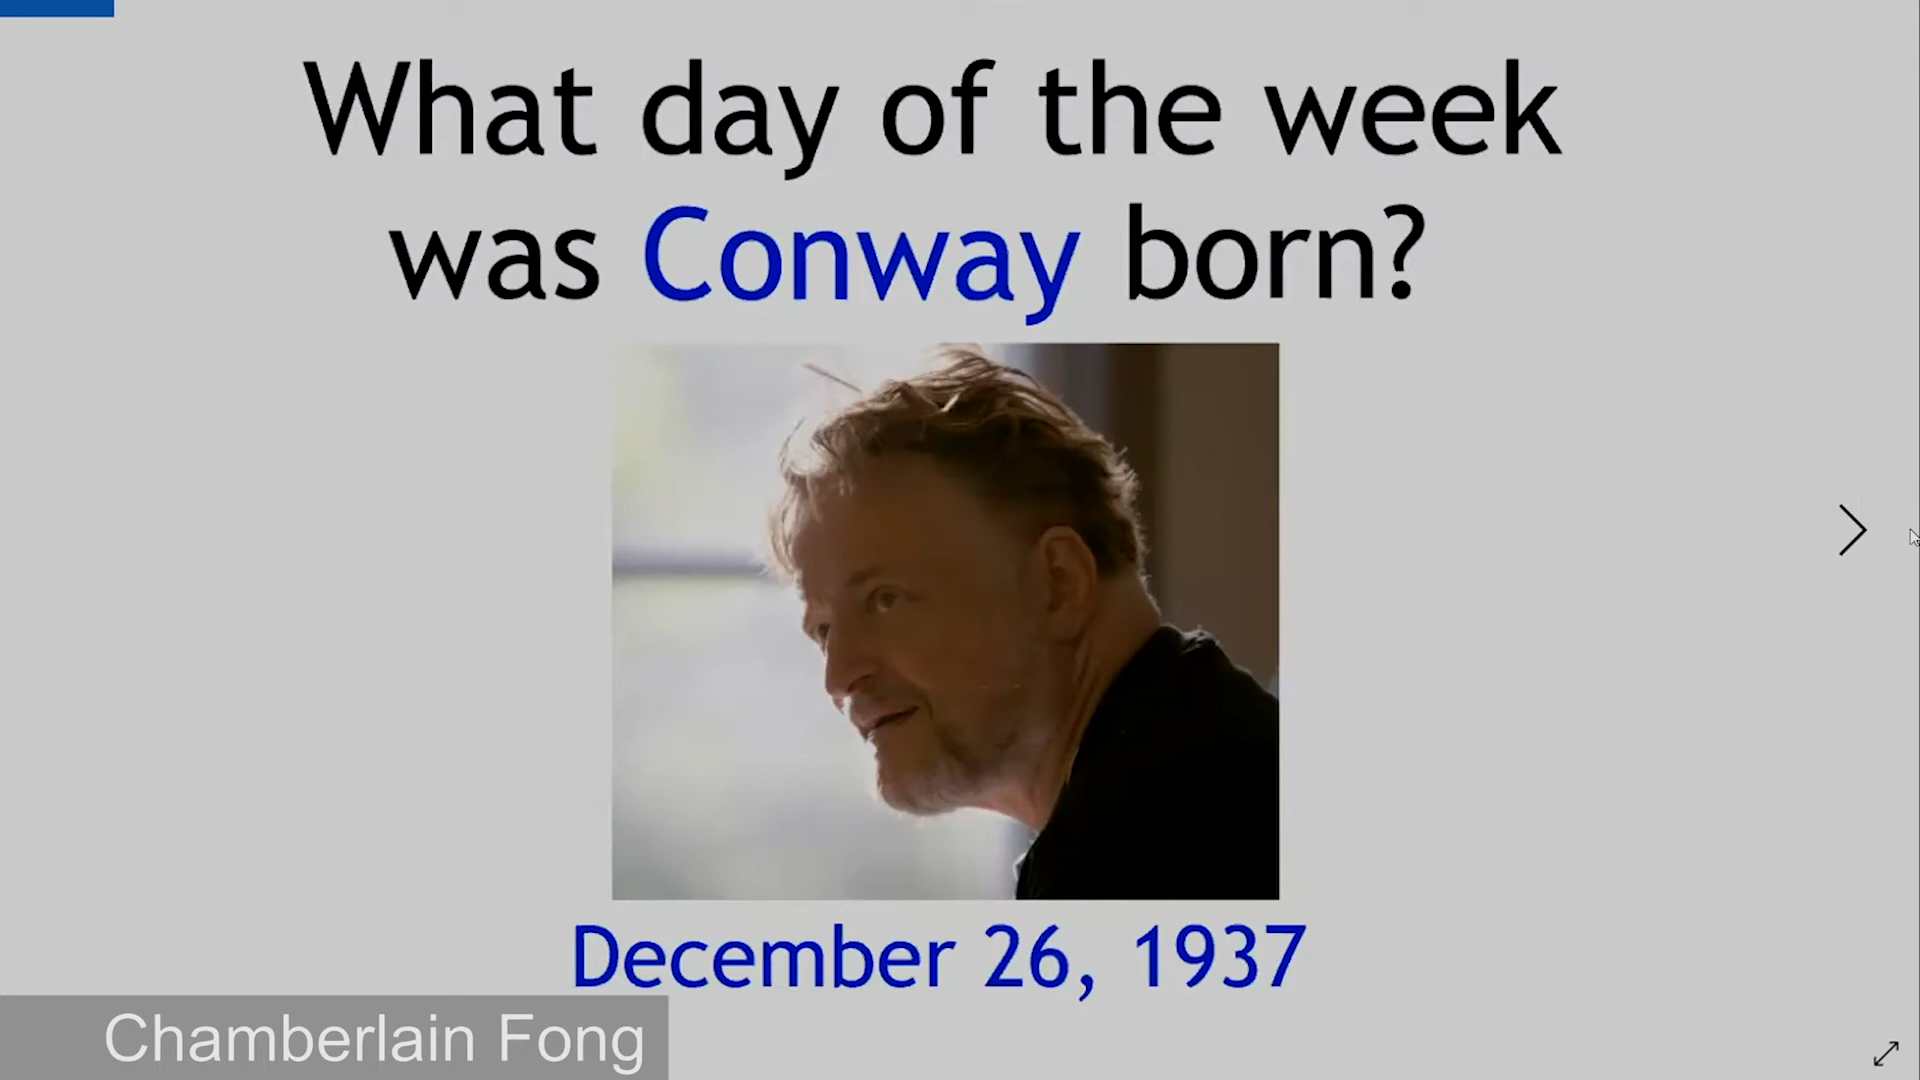 What day of the week
was Conway born?
December 26, 1937
Chamberlain Fong